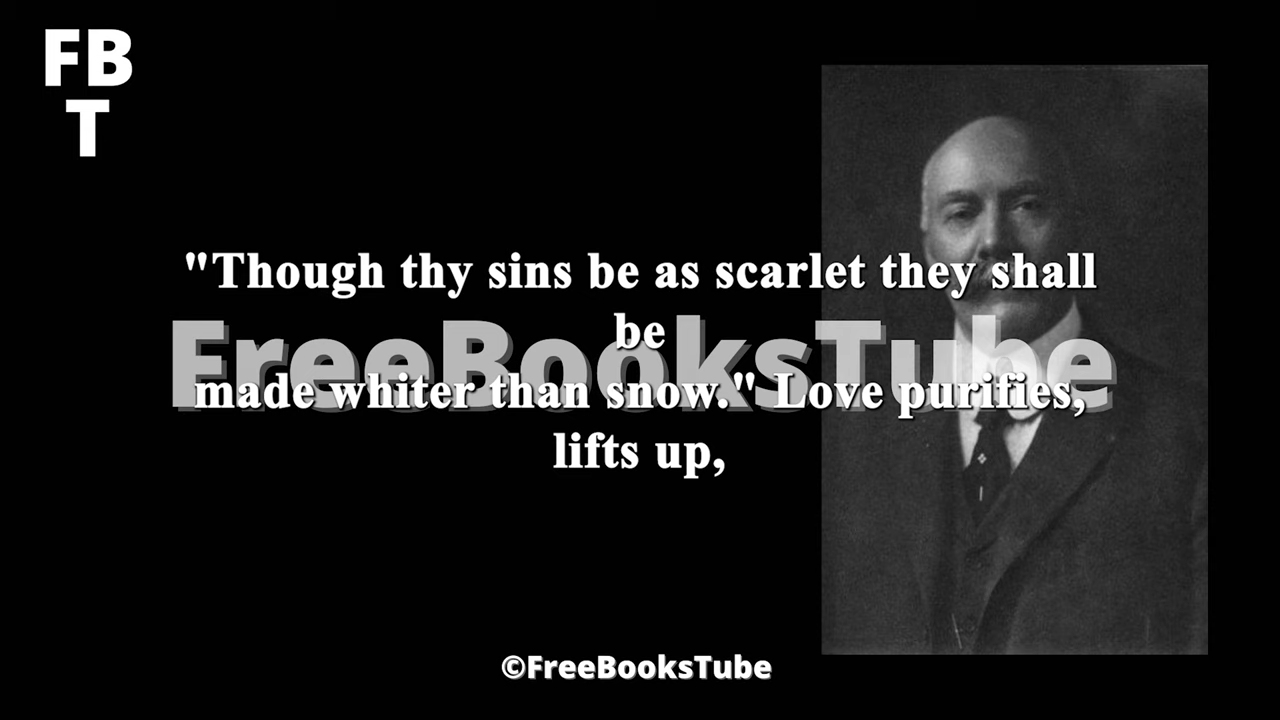 FB
T
"Though thy sins be as scarlet they shall
be
FreeBooksTube
made whiter than snow." Love purifies,
lifts up,
©FreeBooksTube